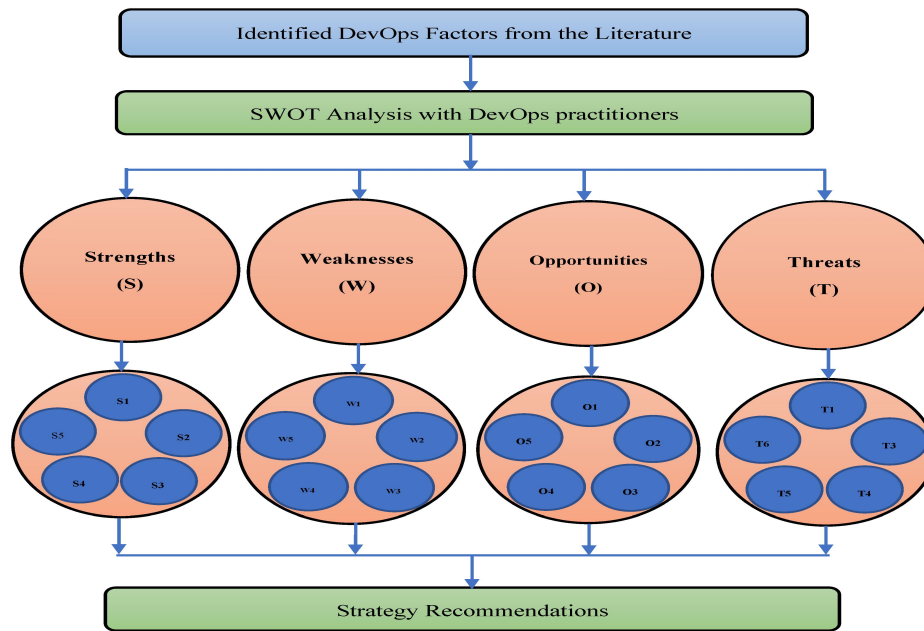 Identified DevOps Factors from the Literature
SWOT Analysis with DevOps practitioners
Strengths
(S)
Weaknesses
(W)
Opportunities
(O)
Threats
(T)
S1
S2
S3
S4
S5
W1
W2
W3
W4
W5
O1
O2
O3
O4
O5
T1
T3
T4
T5
T6
Strategy Recommendations